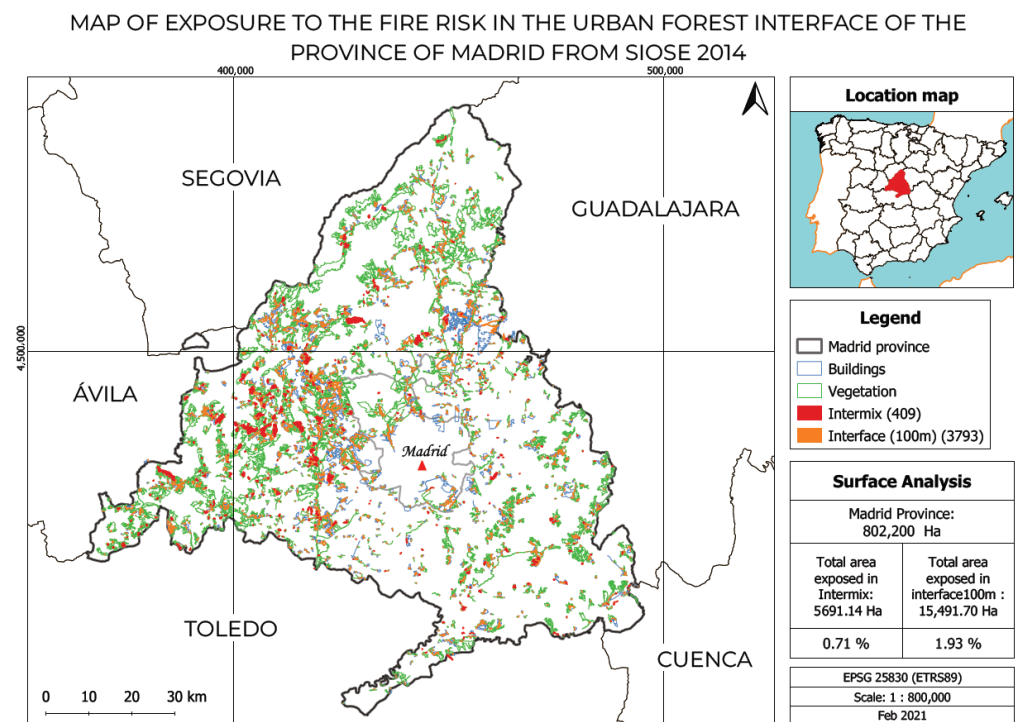 MAP OF EXPOSURE TO THE FIRE RISK IN THE URBAN FOREST INTERFACE OF THE
PROVINCE OF MADRID FROM SIOSE 2014
400,000
500,000
4,500,000
SEGOVIA
GUADALAJARA
ÁVILA
Madrid
TOLEDO
CUENCA
0 10 20 30 km
Location map
Legend
Madrid province
Buildings
Vegetation
Intermix (409)
Interface (100m) (3793)
Surface Analysis
Madrid Province:
802,200 Ha
Total area
exposed in
Intermix:
5691.14 Ha
Total area
exposed in
interface100m :
15,491.70 Ha
0.71 %
1.93 %
EPSG 25830 (ETRS89)
Scale: 1 : 800,000
Feb 2021